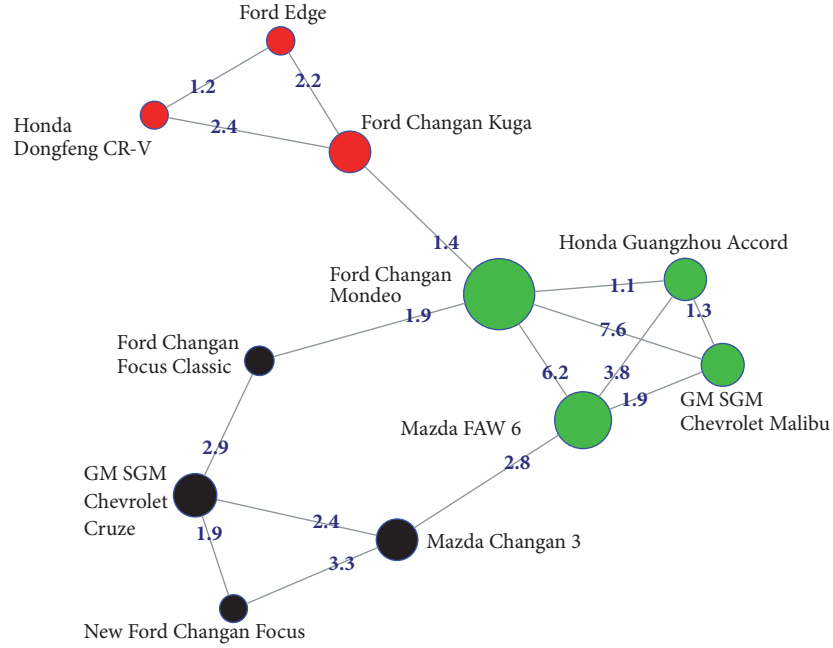 Ford Edge
1.2
2.2
Honda
Dongfeng CR-V
2.4
Ford Changan Kuga
1.4
Honda Guangzhou Accord
Ford Changan
Mondeo
1.1
1.3
1.9
7.6
Ford Changan
Focus Classic
6.2
3.8
1.9
GM SGM
Chevrolet Malibu
Mazda FAW 6
2.9
2.8
GM SGM
Chevrolet
Cruze
2.4
1.9
Mazda Changan 3
3.3
New Ford Changan Focus